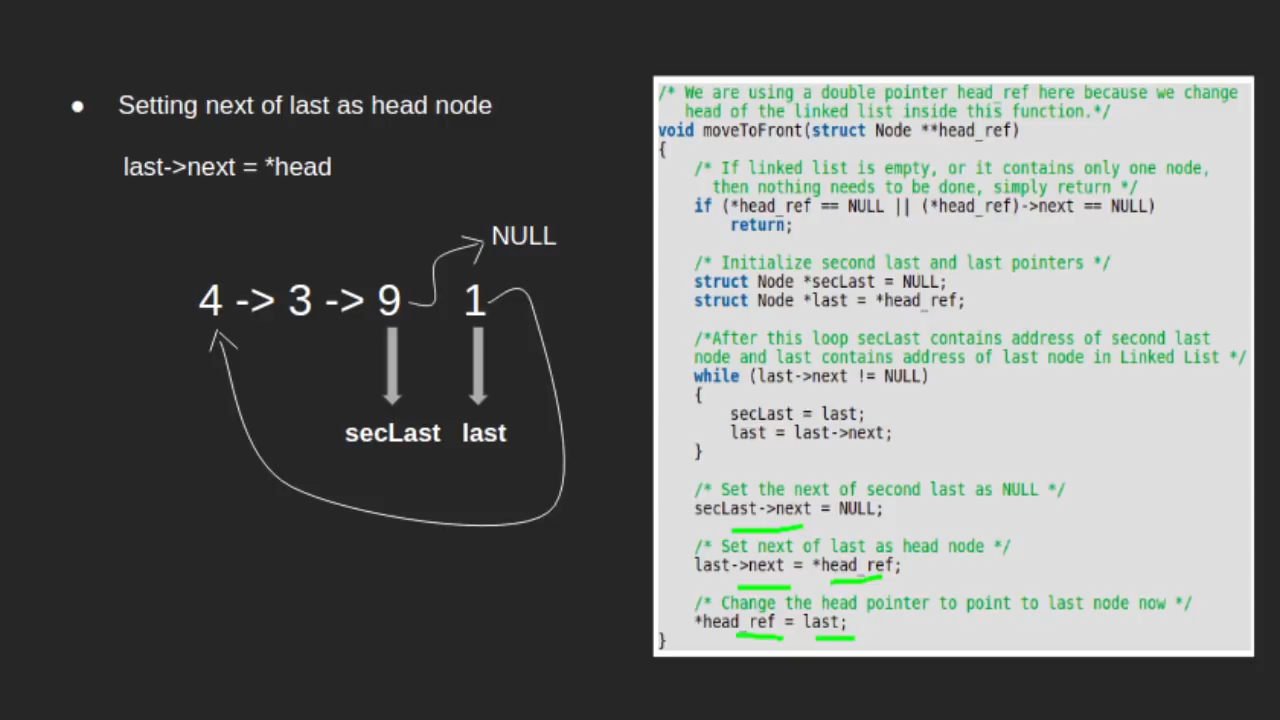 ● Setting next of last as head node
last->next = *head
NULL
4 -> 3 -> 9 1
secLast last
/* We are using a double pointer head_ref here because we change
head of the linked list inside this function.*/
void moveToFront(struct Node **head_ref)
{
/* If linked list is empty, or it contains only one node,
then nothing needs to be done, simply return */
if (*head_ref == NULL || (*head_ref)->next == NULL)
return;
/* Initialize second last and last pointers */
struct Node *secLast = NULL;
struct Node *last = *head_ref;
/*After this loop secLast contains address of second last
node and last contains address of last node in Linked List */
while (last->next != NULL)
{
secLast = last;
last = last->next;
}
/* Set the next of second last as NULL */
secLast->next = NULL;
/* Set next of last as head node */
last->next = *head_ref;
/* Change the head pointer to point to last node now */
*head_ref = last;
}